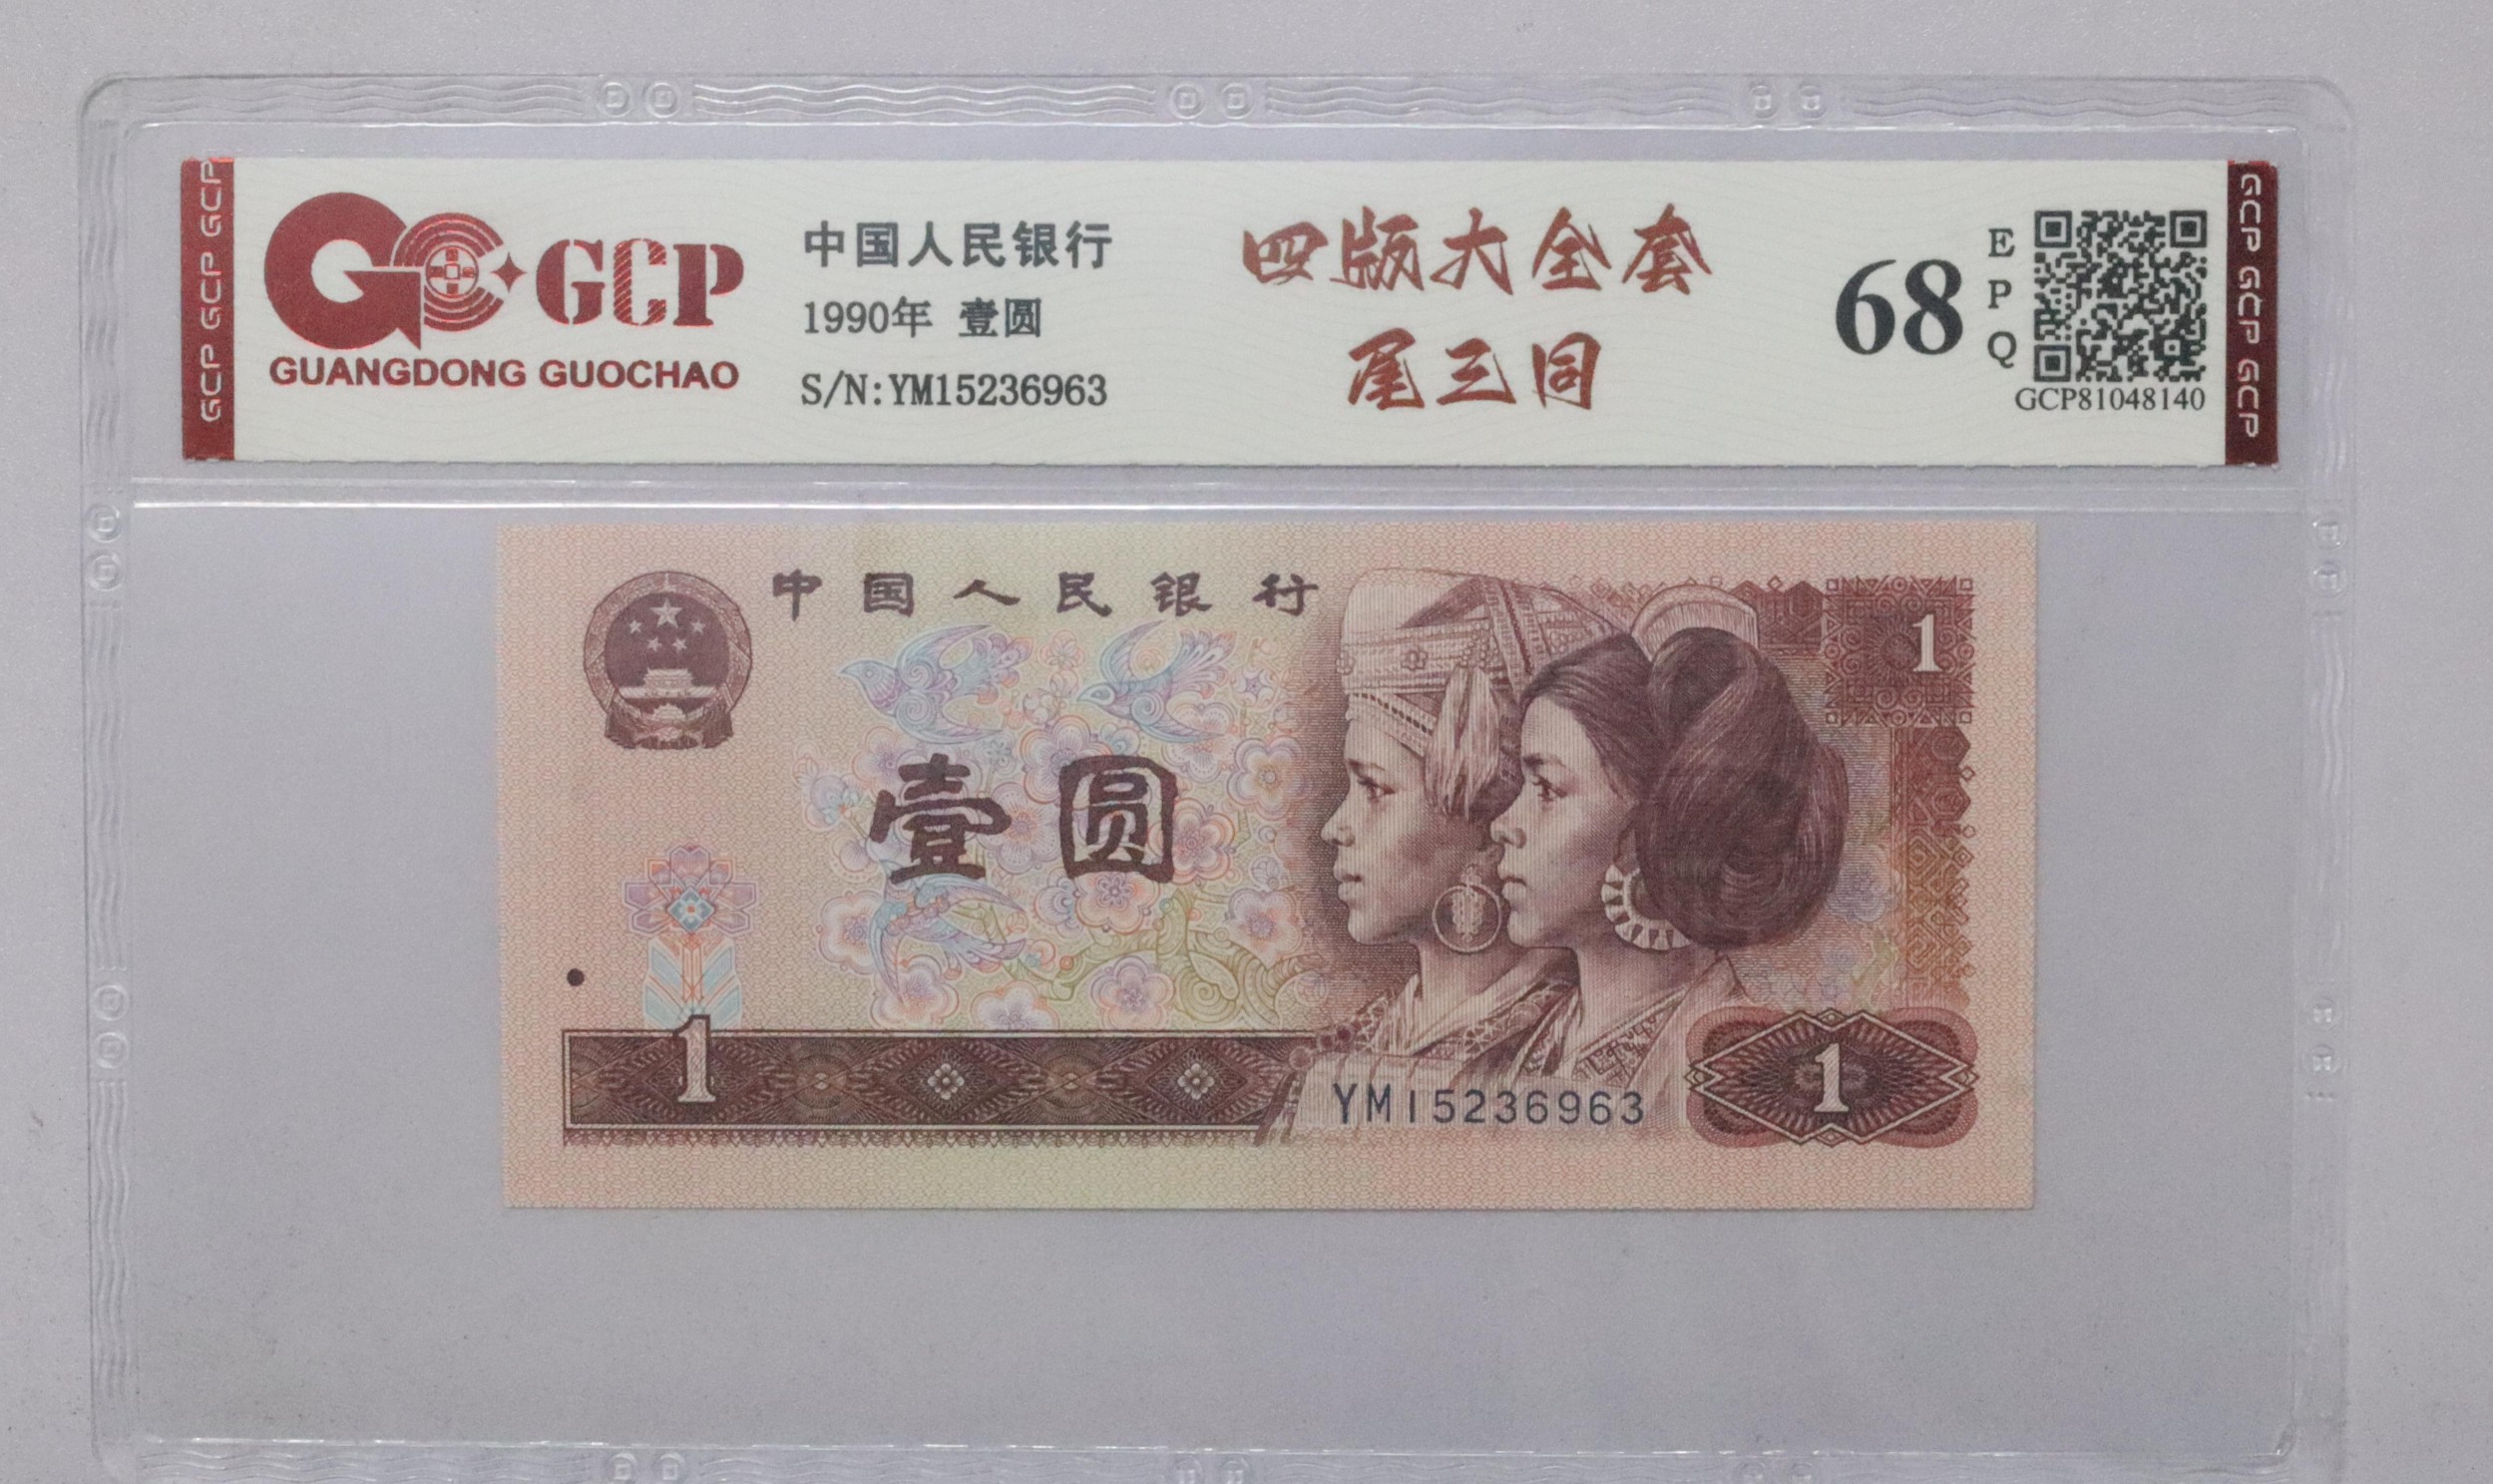 GCP GCP GCP
GCP
GUANGDONG GUOCHAO
中国人民银行
1990年 壹圆
S/N:YM15236963
四版大全套
尾三同
68
EPQ
GCP81048140
GCP GCP GCP
中国人民银行
1
壹圆
1
YM15236963
1